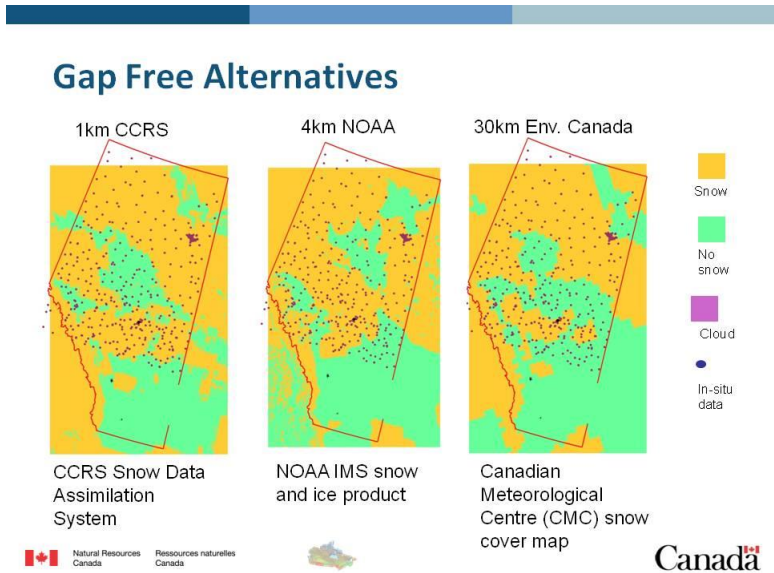 Gap Free Alternatives
1km CCRS
4km NOAA
30km Env. Canada
Snow
No
snow
Cloud
In-situ
data
CCRS Snow Data
Assimilation
System
NOAA IMS snow
and ice product
Canadian
Meteorological
Centre (CMC) snow
cover map
Natural Resources
Canada
Ressources naturelles
Canada
Canada